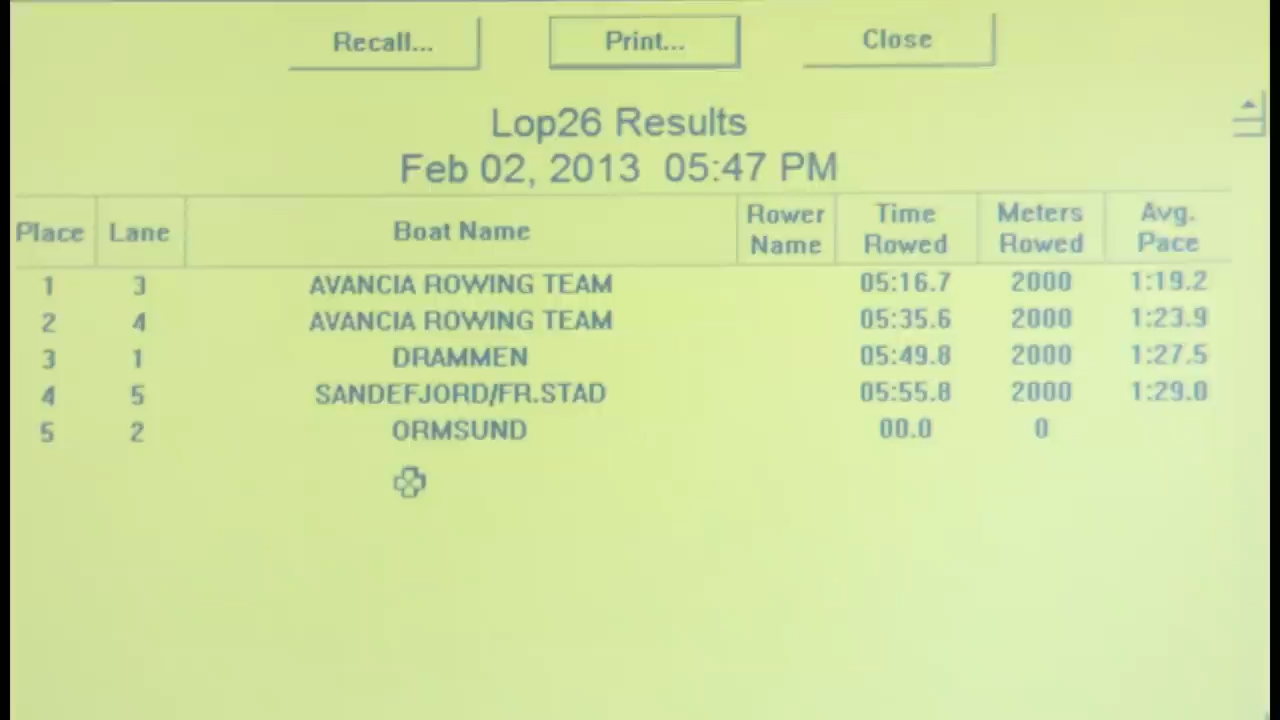 Recall... Print... Close
Lop26 Results
Feb 02, 2013 05:47 PM
Place Lane Boat Name Rower Name Time Rowed Meters Rowed Avg. Pace
1 3 AVANCIA ROWING TEAM 05:16.7 2000 1:19.2
2 4 AVANCIA ROWING TEAM 05:35.6 2000 1:23.9
3 1 DRAMMEN 05:49.8 2000 1:27.5
4 5 SANDEFJORD/FR.STAD 05:55.8 2000 1:29.0
5 2 ORMSUND 00.0 0